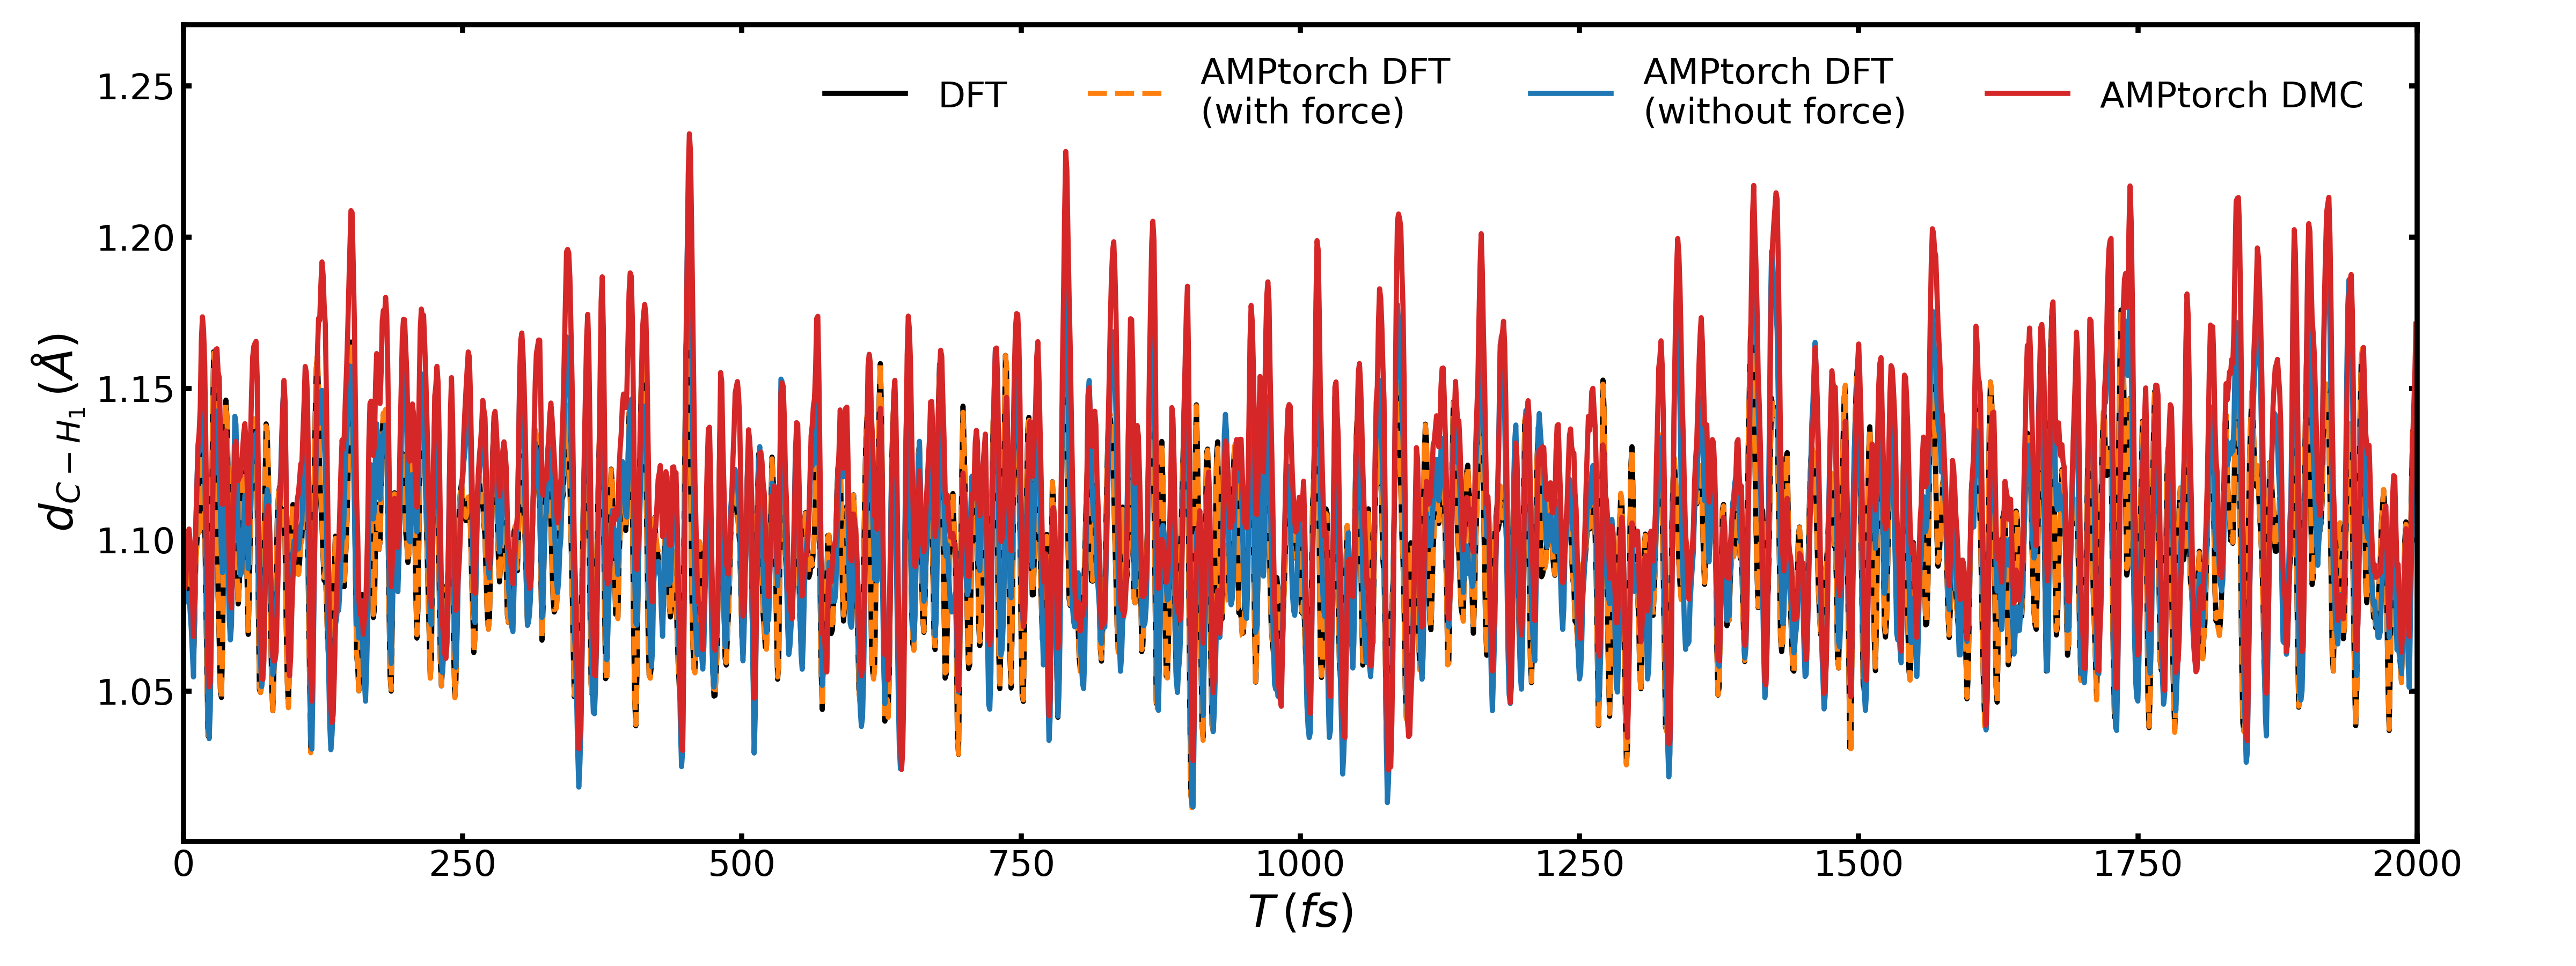 DFT
AMPtorch DFT
(with force)
AMPtorch DFT
(without force)
AMPtorch DMC
1.25
1.20
1.15
1.10
1.05
d_{C-H_1} (Å)
0
250
500
750
1000
1250
1500
1750
2000
T (fs)